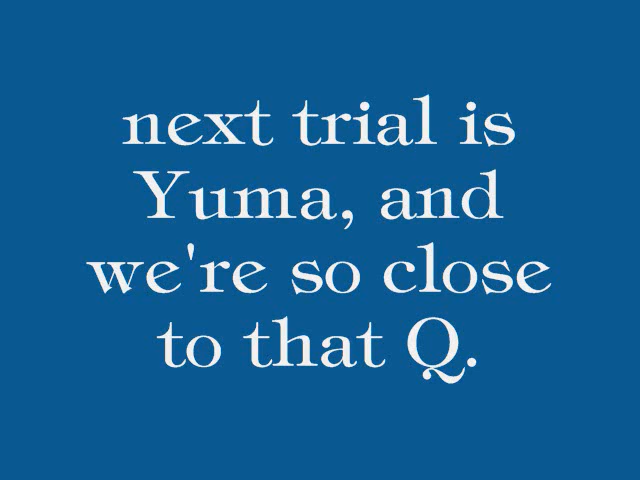 next trial is
Yuma, and
we're so close
to that Q.